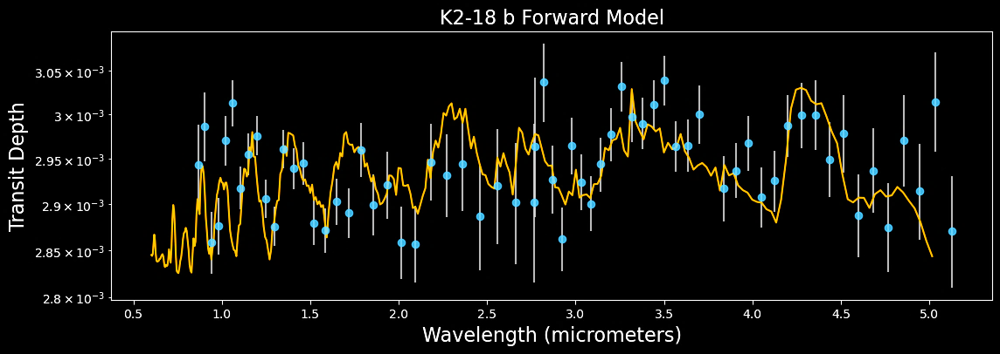 K2-18 b Forward Model
Transit Depth
3.05 × 10⁻³
3 × 10⁻³
2.95 × 10⁻³
2.9 × 10⁻³
2.85 × 10⁻³
2.8 × 10⁻³
0.5 1.0 1.5 2.0 2.5 3.0 3.5 4.0 4.5 5.0
Wavelength (micrometers)